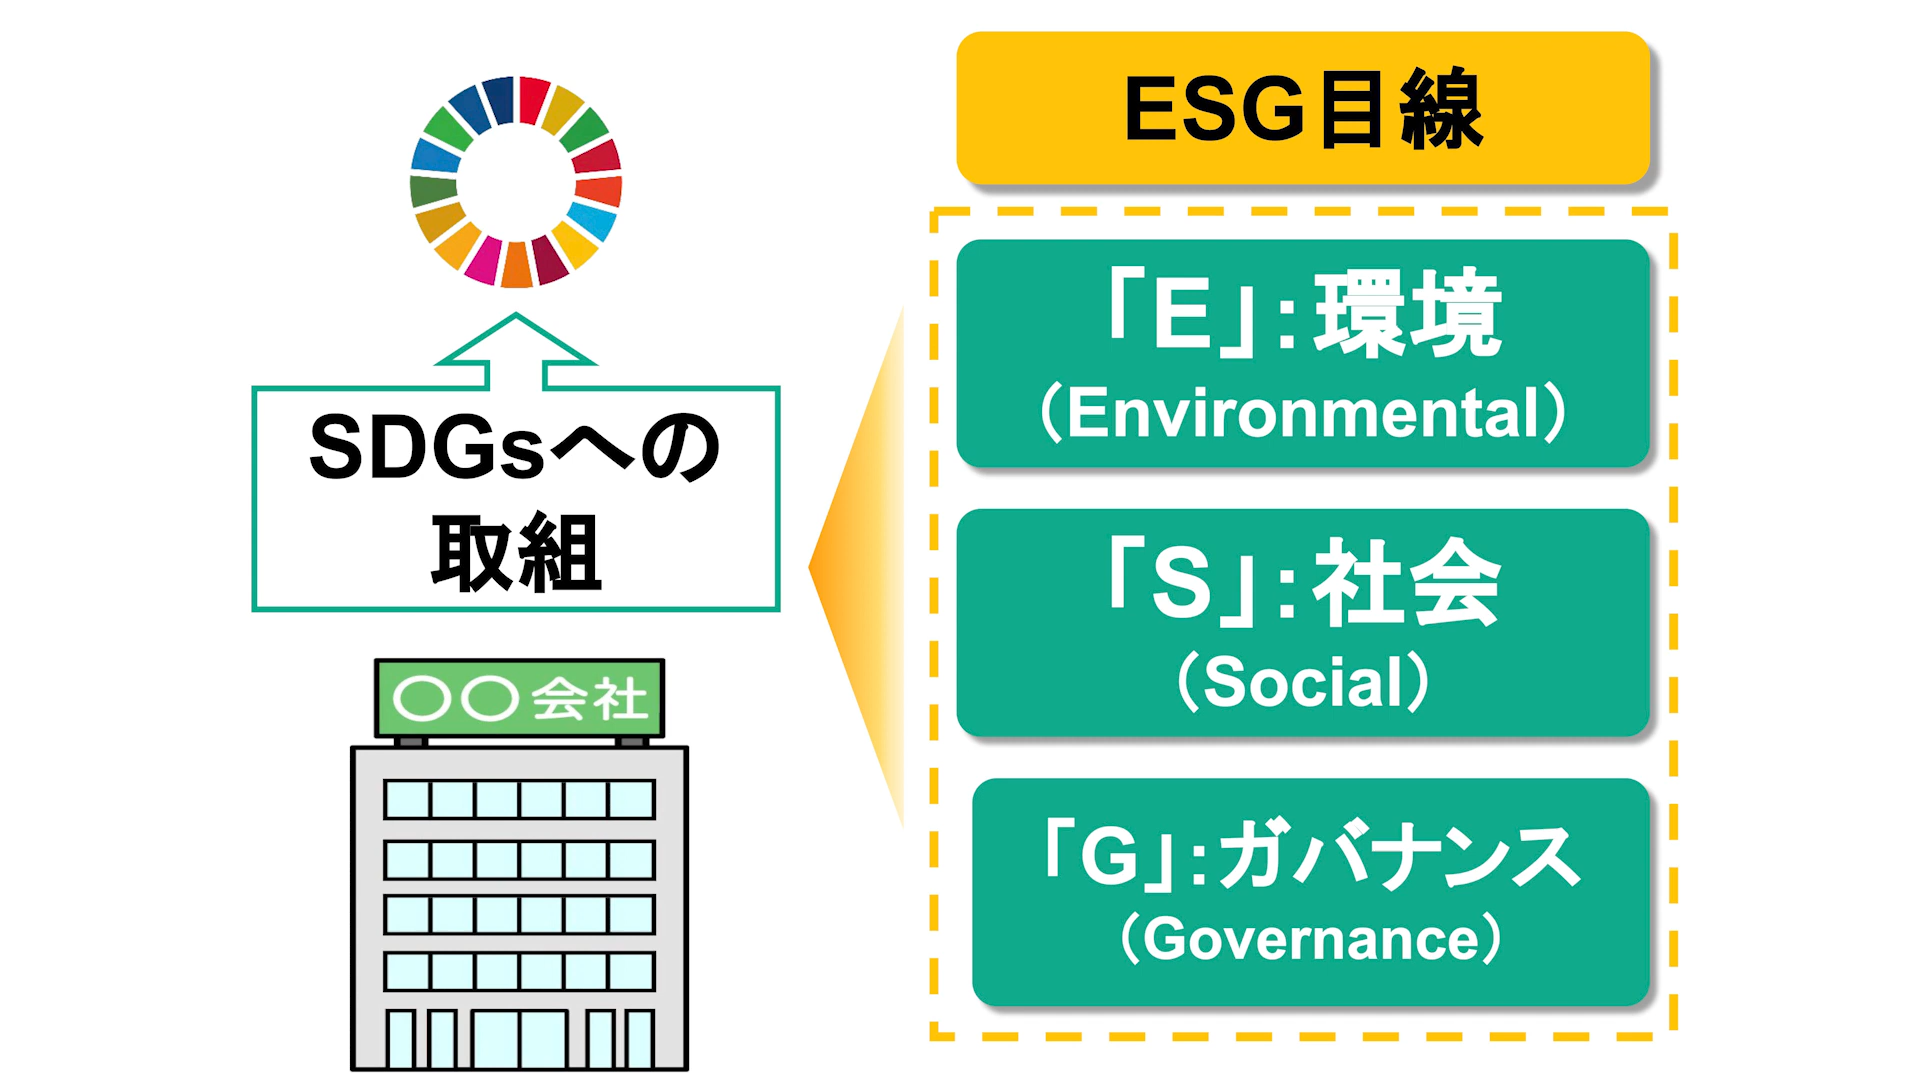 ESG目線
SDGsへの
取組
〇〇会社
「E」:環境
(Environmental)
「S」:社会
(Social)
「G」:ガバナンス
(Governance)